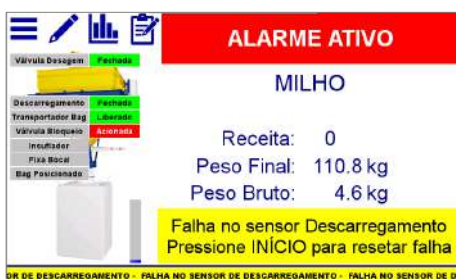 ALARME ATIVO
Válvula Dosagem Fechada
MILHO
Descarregamento Fechada
Transportador Bag Liberado
Válvula Bloqueio Acionada
Insuflador
Fixa Bocal
Bag Posicionado
Receita: 0
Peso Final: 110.8 kg
Peso Bruto: 4.6 kg
Falha no sensor Descarregamento
Pressione INÍCIO para resetar falha
OR DE DESCARREGAMENTO - FALHA NO SENSOR DE DESCARREGAMENTO - FALHA NO SENSOR DE D